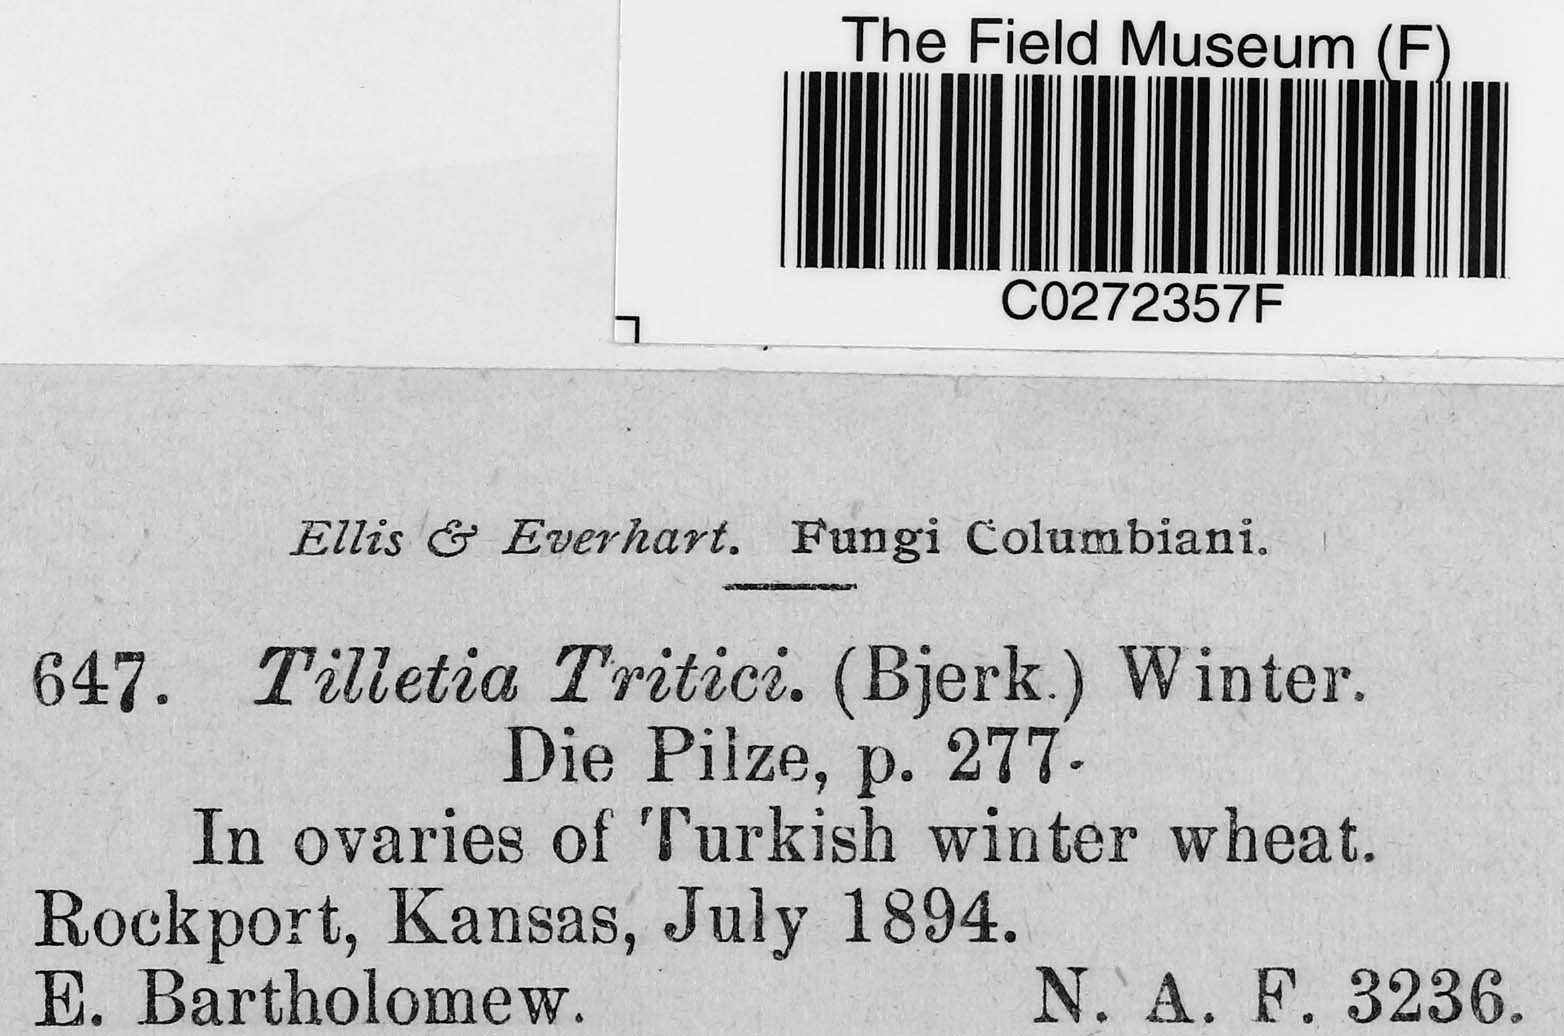 The Field Museum (F)
C0272357F
Ellis & Everhart. Fungi Columbiani.
647. Tilletia Tritici. (Bjerk.) Winter.
Die Pilze, p. 277.
In ovaries of Turkish winter wheat.
Rockport, Kansas, July 1894.
E. Bartholomew. N. A. F. 3236.